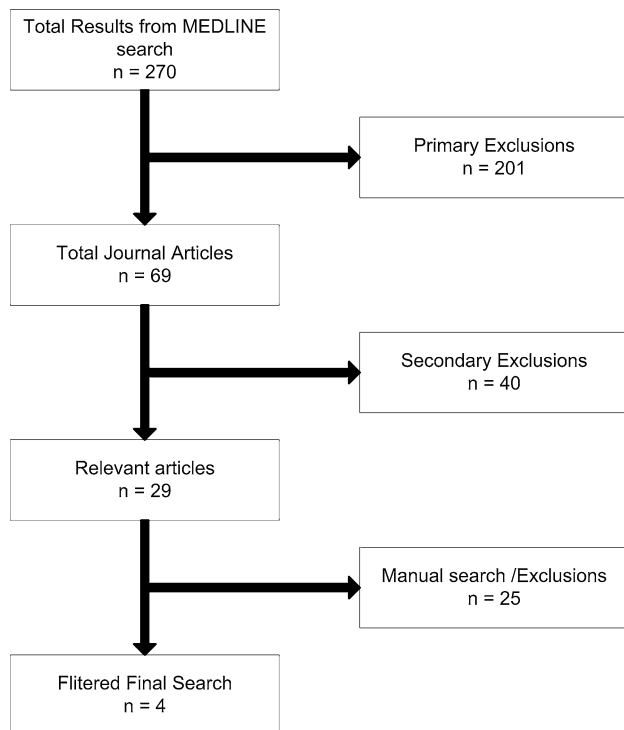 Total Results from MEDLINE
search
n = 270
Primary Exclusions
n = 201
Total Journal Articles
n = 69
Secondary Exclusions
n = 40
Relevant articles
n = 29
Manual search /Exclusions
n = 25
Flitered Final Search
n = 4